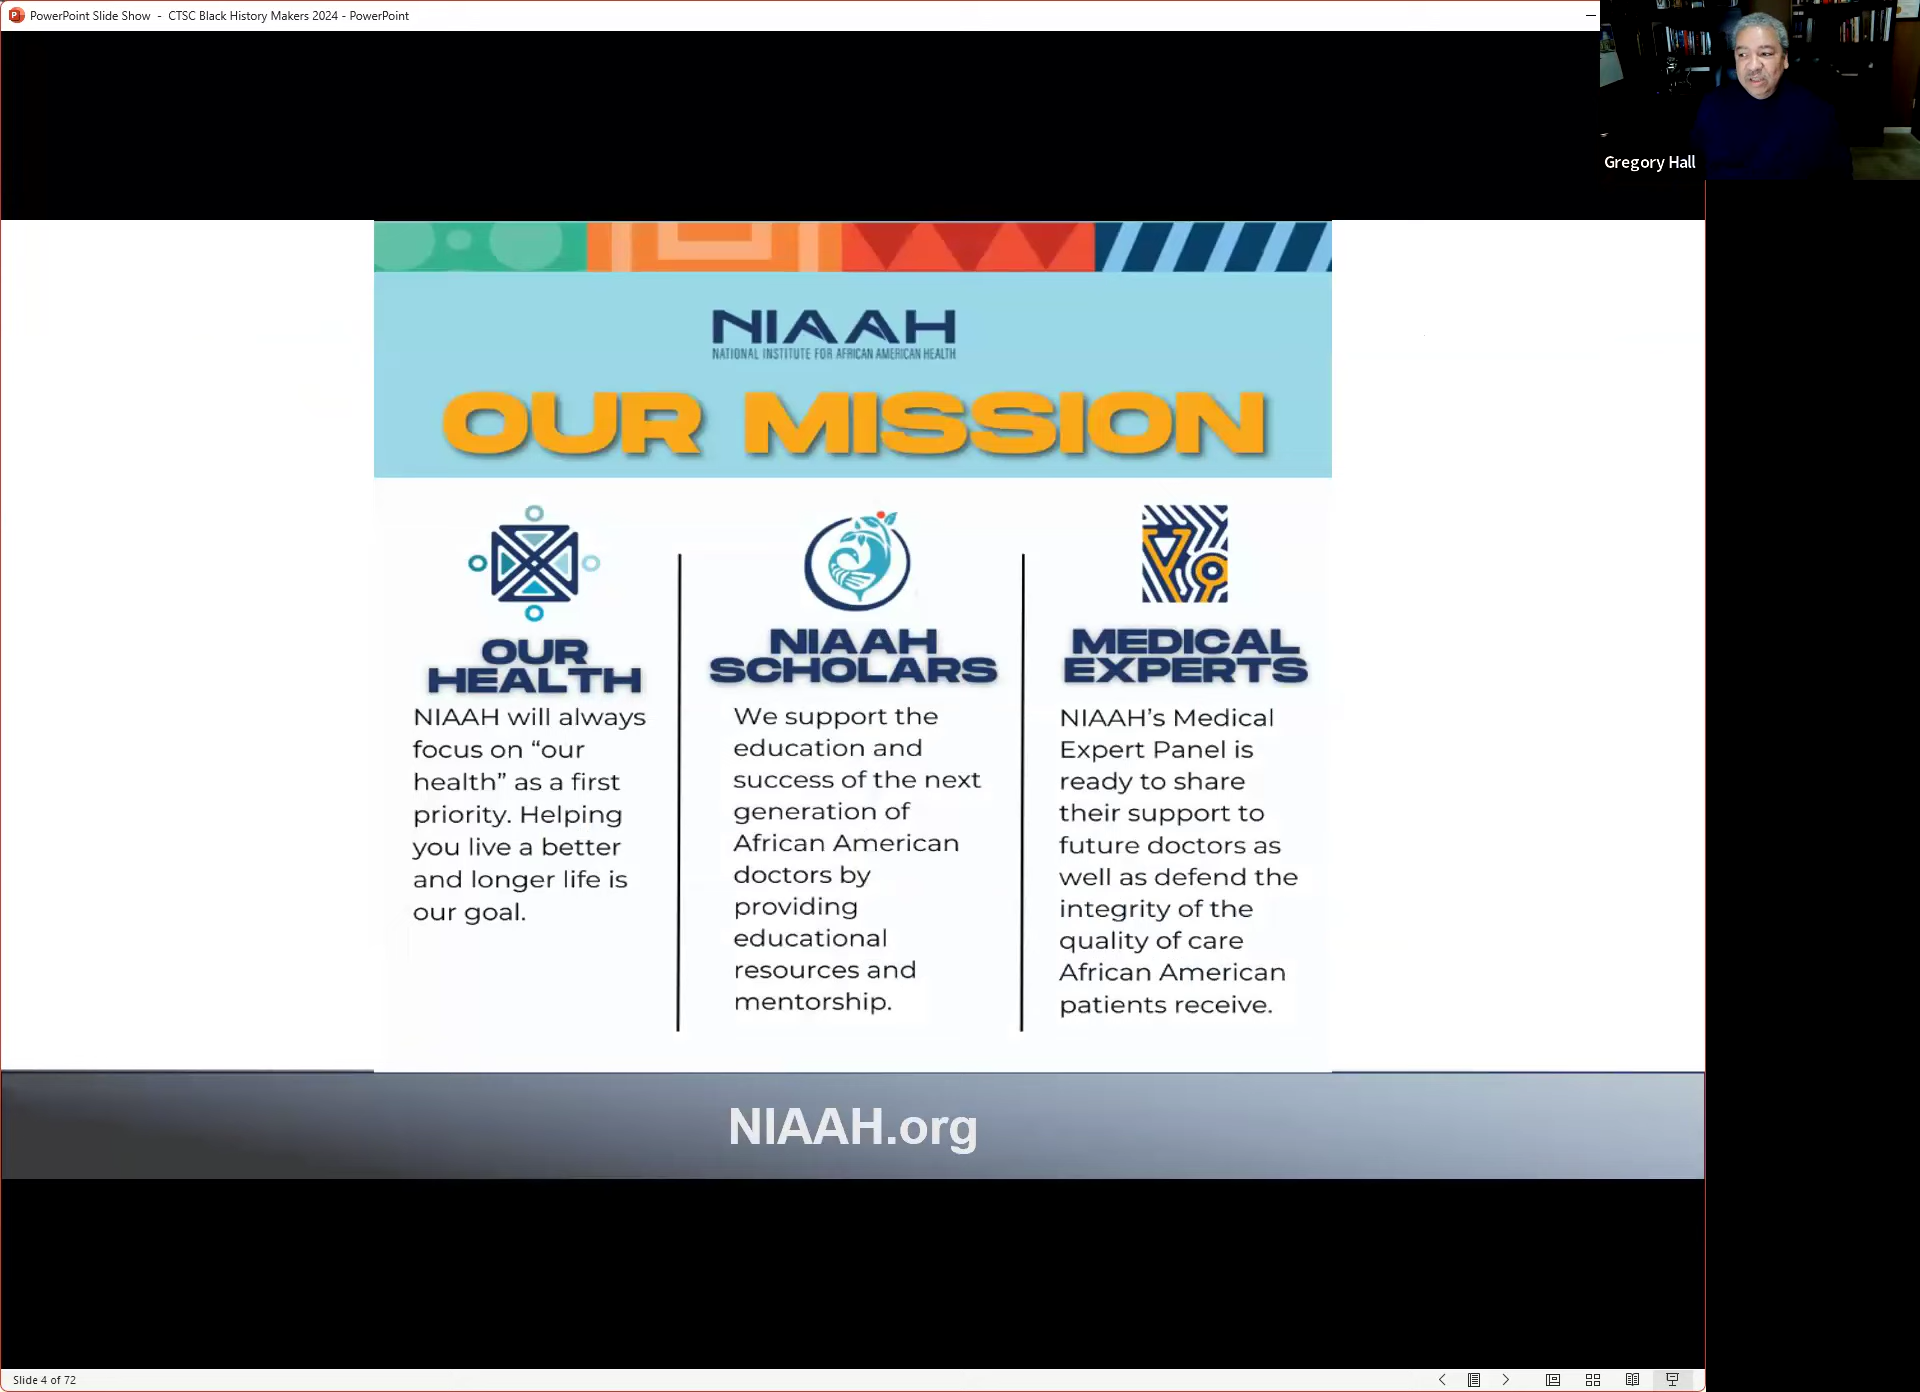 PowerPoint Slide Show - CTSC Black History Makers 2024 - PowerPoint
Gregory Hall
NIAAH
NATIONAL INSTITUTE FOR AFRICAN AMERICAN HEALTH
OUR MISSION
OUR
HEALTH
NIAAH will always
focus on “our
health” as a first
priority. Helping
you live a better
and longer life is
our goal.
NIAAH
SCHOLARS
We support the
education and
success of the next
generation of
African American
doctors by
providing
educational
resources and
mentorship.
MEDICAL
EXPERTS
NIAAH’s Medical
Expert Panel is
ready to share
their support to
future doctors as
well as defend the
integrity of the
quality of care
African American
patients receive.
NIAAH.org
Slide 4 of 72